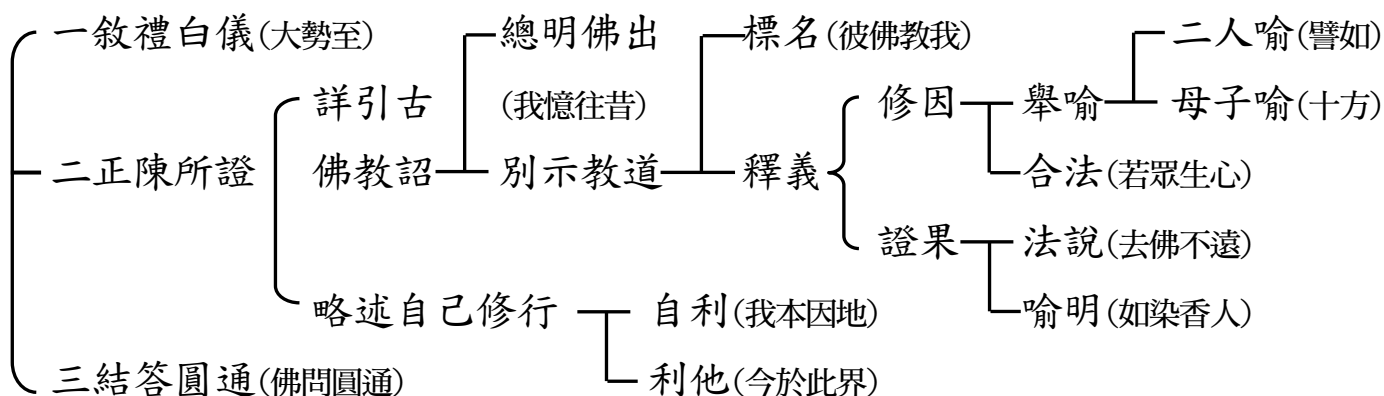 一敘禮白儀(大勢至)
總明佛出
標名(彼佛教我)
二人喻(譬如)
詳引古
(我憶往昔)
修因
舉喻
母子喻(十方)
二正陳所證
佛教詔
別示教道
釋義
合法(若眾生心)
證果
法說(去佛不遠)
略述自己修行
自利(我本因地)
喻明(如染香人)
三結答圓通(佛問圓通)
利他(今於此界)